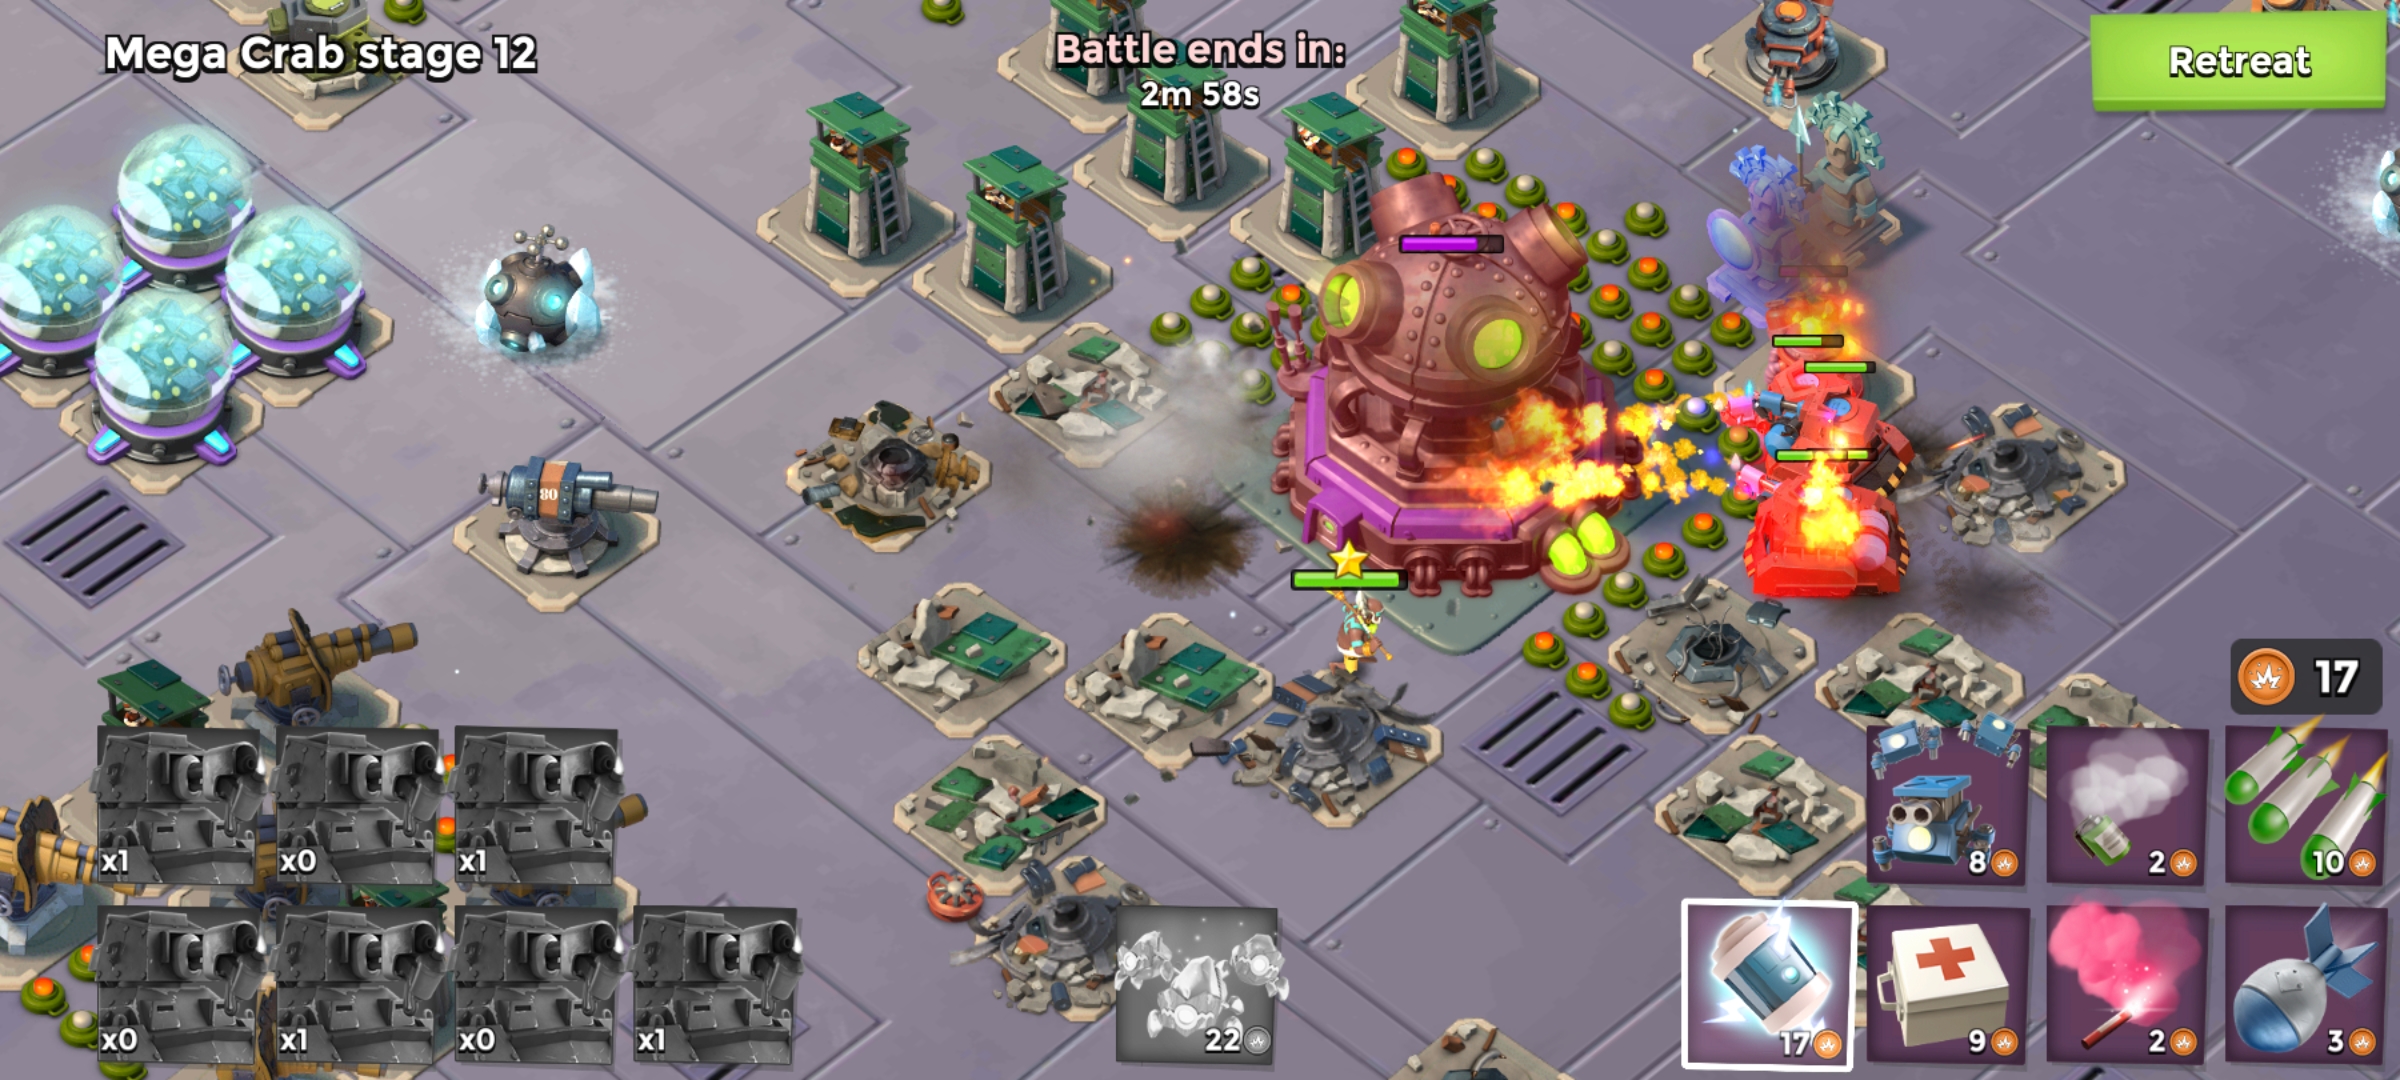 Mega Crab stage 12
Battle ends in:
2m 58s
Retreat
80
17
x1
x0
x1
8
2
10
x0
x1
x0
x1
22
17
9
2
3